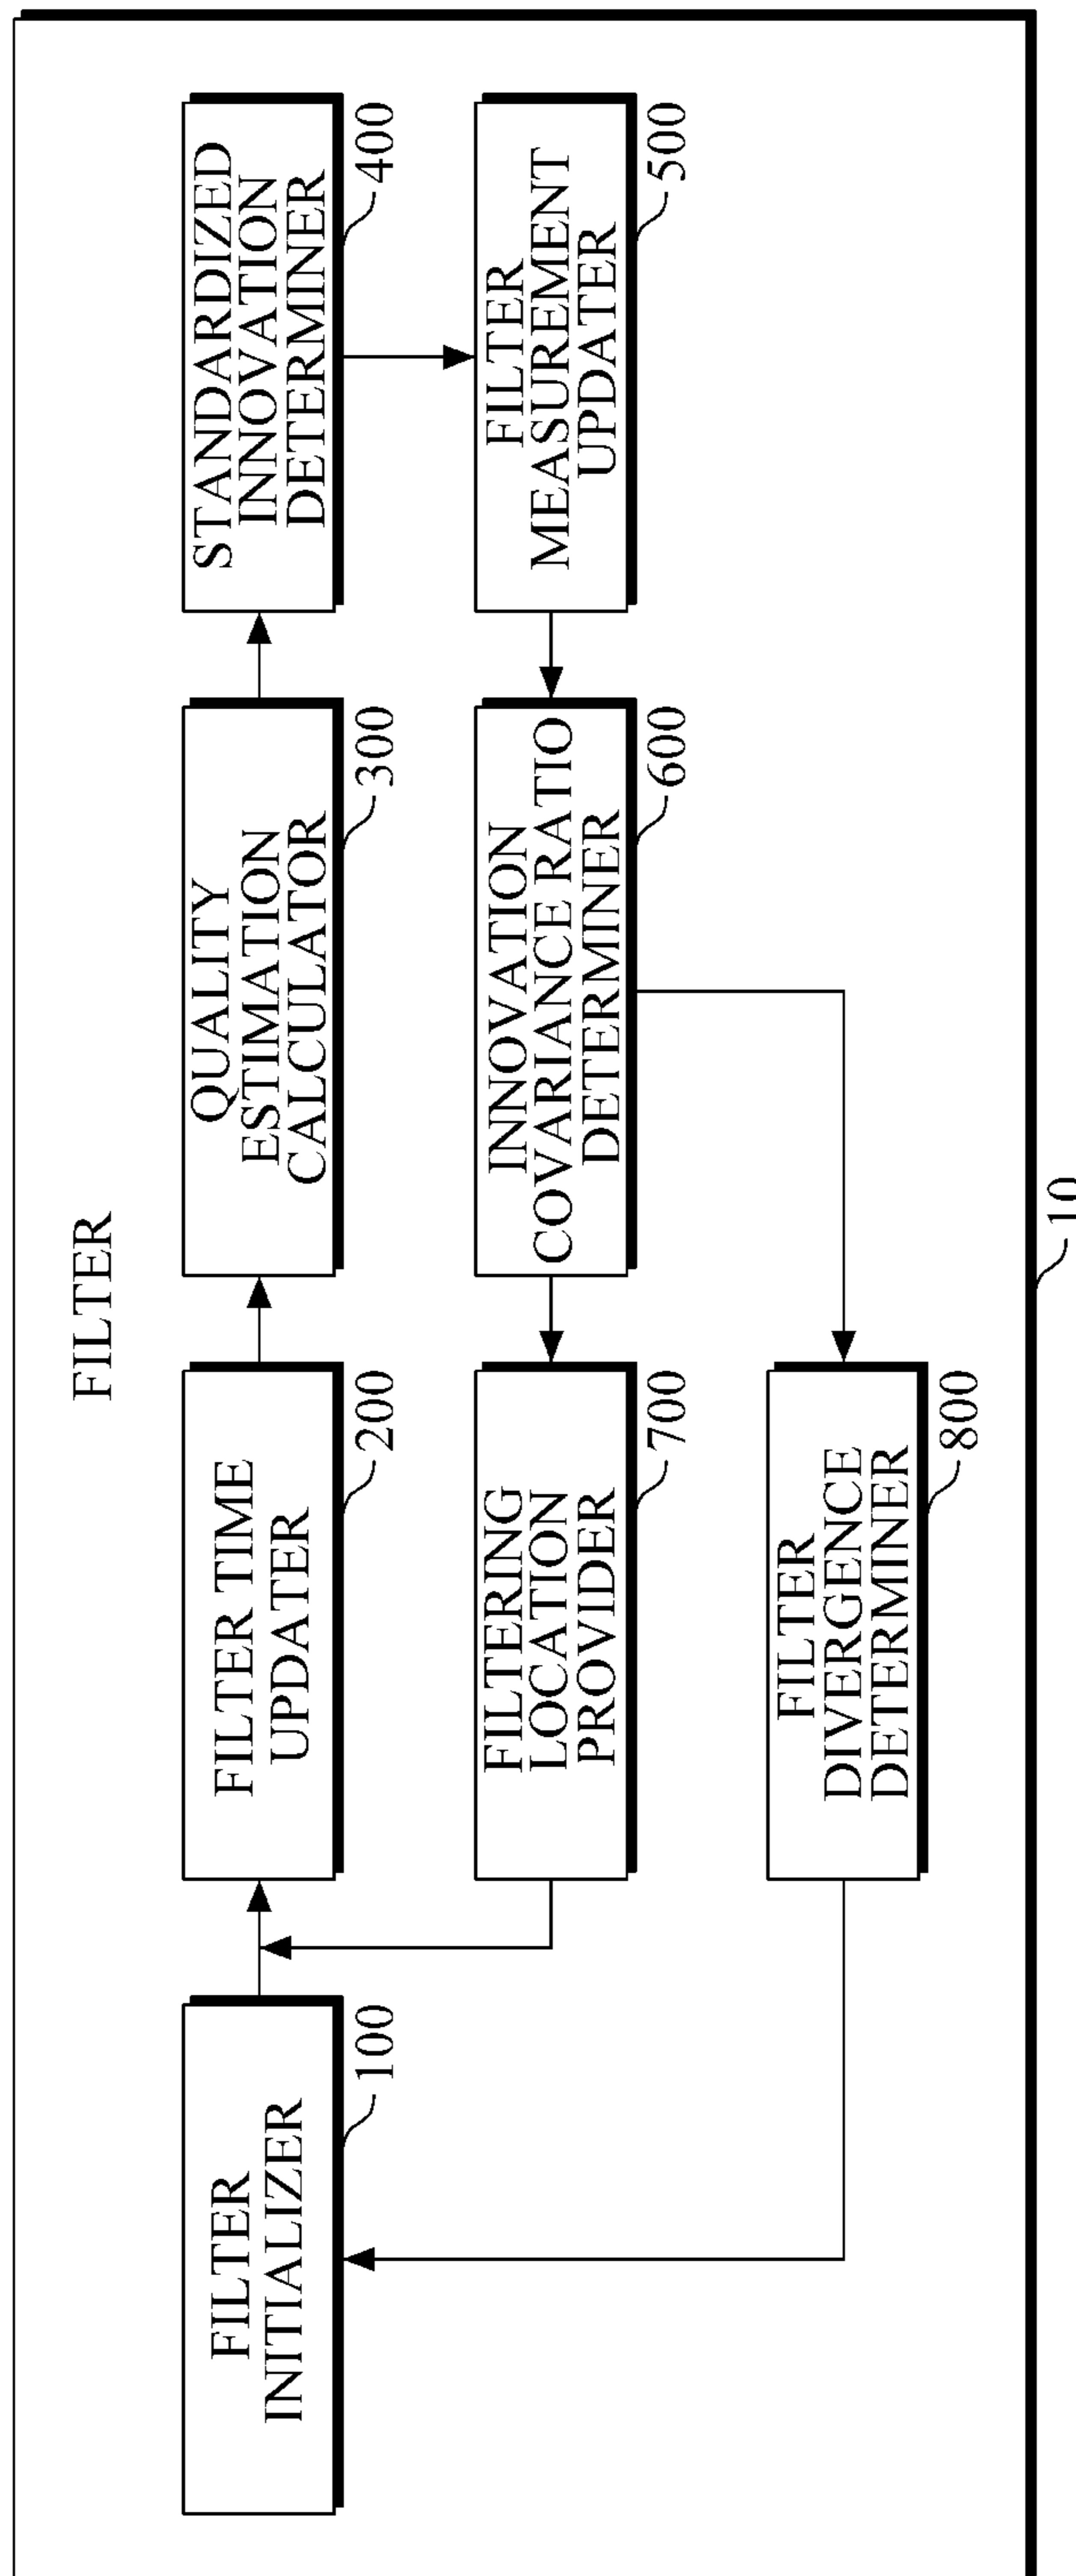 FILTER
FILTER
INITIALIZER
100
FILTER TIME
UPDATER
200
QUALITY
ESTIMATION
CALCULATOR
300
STANDARDIZED
INNOVATION
DETERMINER
400
FILTERING
LOCATION
PROVIDER
700
INNOVATION
COVARIANCE RATIO
DETERMINER
600
FILTER
MEASUREMENT
UPDATER
500
FILTER
DIVERGENCE
DETERMINER
800
10